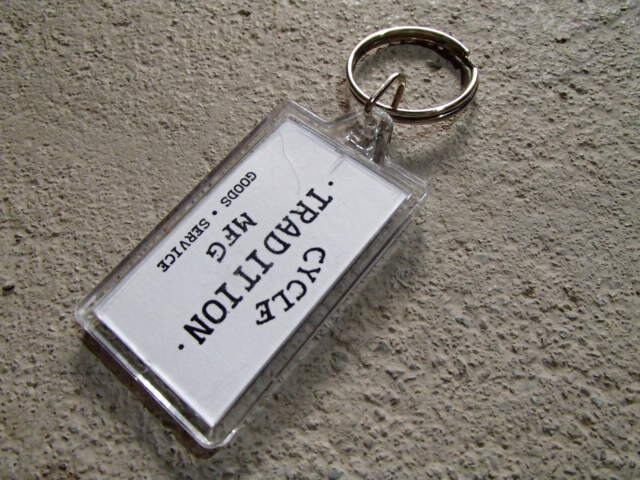 CYCLE
·TRADITION·
MFG
GOODS · SERVICE